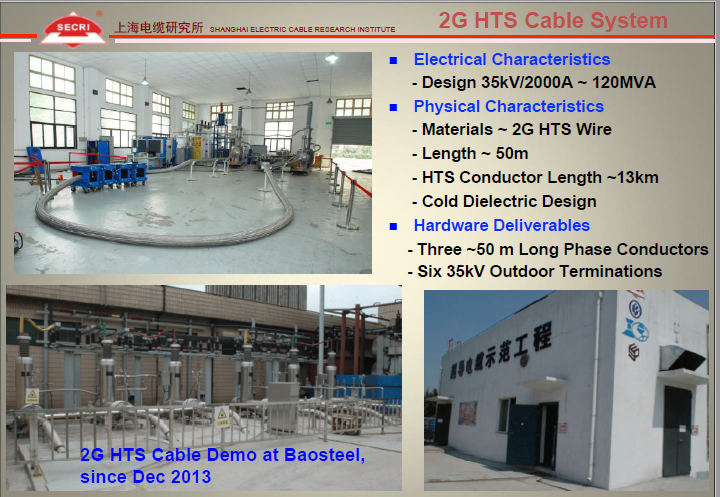 SECRI
上海电缆研究所 SHANGHAI ELECTRIC CABLE RESEARCH INSTITUTE
2G HTS Cable System
Electrical Characteristics
- Design 35kV/2000A ~ 120MVA
Physical Characteristics
- Materials ~ 2G HTS Wire
- Length ~ 50m
- HTS Conductor Length ~13km
- Cold Dielectric Design
Hardware Deliverables
- Three ~50 m Long Phase Conductors
- Six 35kV Outdoor Terminations
2G HTS Cable Demo at Baosteel,
since Dec 2013
超导电缆示范工程